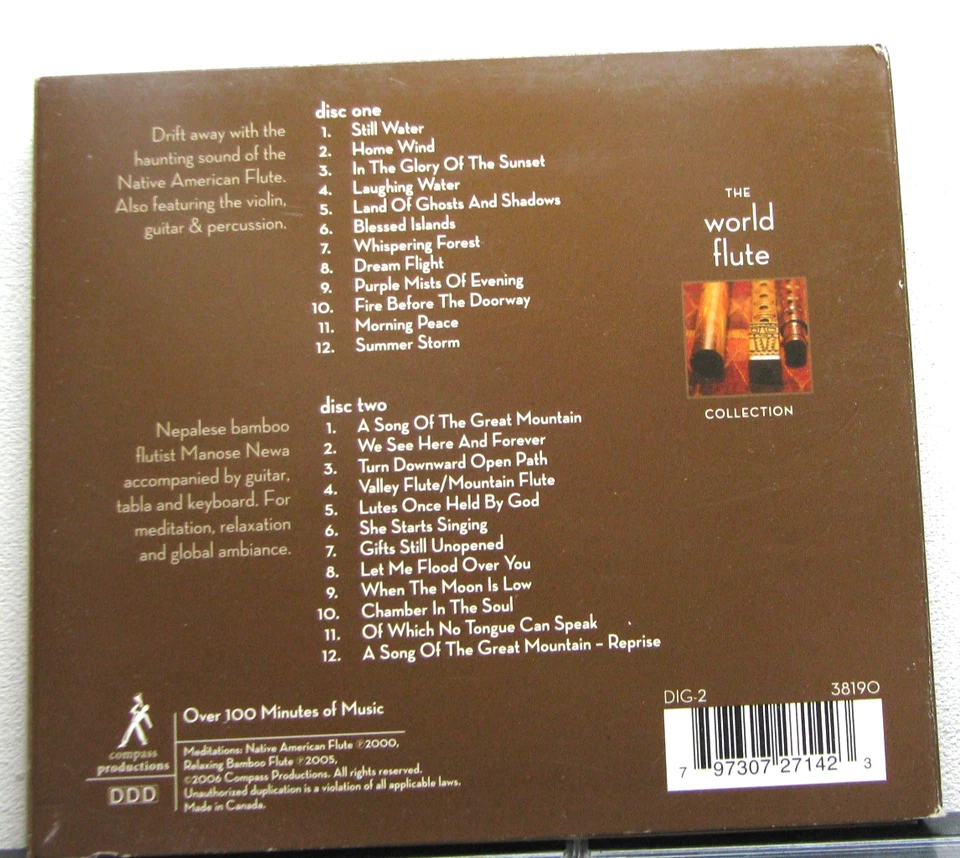 Drift away with the
haunting sound of the
Native American Flute.
Also featuring the violin,
guitar & percussion.
disc one
1. Still Water
2. Home Wind
3. In The Glory Of The Sunset
4. Laughing Water
5. Land Of Ghosts And Shadows
6. Blessed Islands
7. Whispering Forest
8. Dream Flight
9. Purple Mists Of Evening
10. Fire Before The Doorway
11. Morning Peace
12. Summer Storm
THE
world
flute
COLLECTION
Nepalese bamboo
flutist Manose Newa
accompanied by guitar,
tabla and keyboard. For
meditation, relaxation
and global ambiance.
disc two
1. A Song Of The Great Mountain
2. We See Here And Forever
3. Turn Downward Open Path
4. Valley Flute/Mountain Flute
5. Lutes Once Held By God
6. She Starts Singing
7. Gifts Still Unopened
8. Let Me Flood Over You
9. When The Moon Is Low
10. Chamber In The Soul
11. Of Which No Tongue Can Speak
12. A Song Of The Great Mountain – Reprise
compass
productions
DDD
Over 100 Minutes of Music
Meditations: Native American Flute ℗2000,
Relaxing Bamboo Flute ℗2005,
©2006 Compass Productions. All rights reserved.
Unauthorized duplication is a violation of all applicable laws.
Made in Canada.
DIG-2 38190
7 97307 27142 3